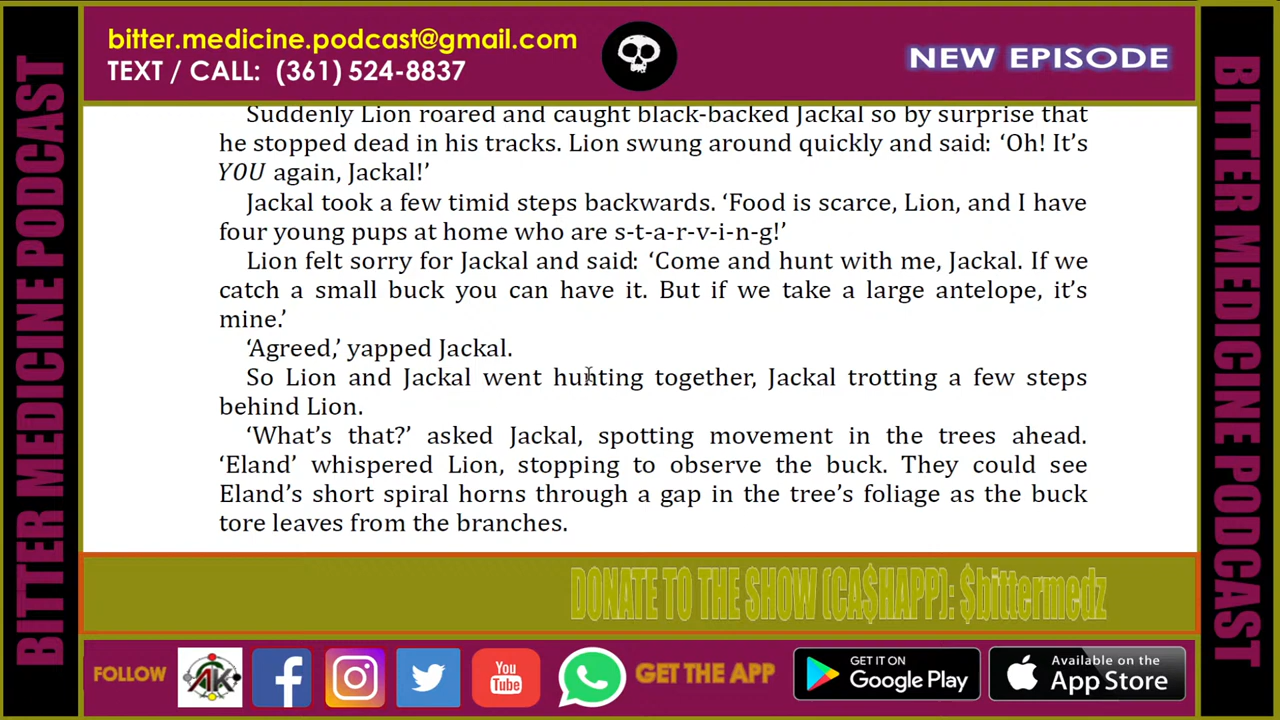 bitter.medicine.podcast@gmail.com
TEXT / CALL: (361) 524-8837
NEW EPISODE
BITTER MEDICINE PODCAST
Suddenly Lion roared and caught black-backed Jackal so by surprise that
he stopped dead in his tracks. Lion swung around quickly and said: ‘Oh! It’s
YOU again, Jackal!’
Jackal took a few timid steps backwards. ‘Food is scarce, Lion, and I have
four young pups at home who are s-t-a-r-v-i-n-g!’
Lion felt sorry for Jackal and said: ‘Come and hunt with me, Jackal. If we
catch a small buck you can have it. But if we take a large antelope, it’s
mine.’
‘Agreed,’ yapped Jackal.
So Lion and Jackal went hunting together, Jackal trotting a few steps
behind Lion.
‘What’s that?’ asked Jackal, spotting movement in the trees ahead.
‘Eland’ whispered Lion, stopping to observe the buck. They could see
Eland’s short spiral horns through a gap in the tree’s foliage as the buck
tore leaves from the branches.
BITTER MEDICINE PODCAST
DONATE TO THE SHOW (CA$HAPP): $bittermedz
FOLLOW
ATK
You
Tube
GET THE APP
GET IT ON
Google Play
Available on the
App Store